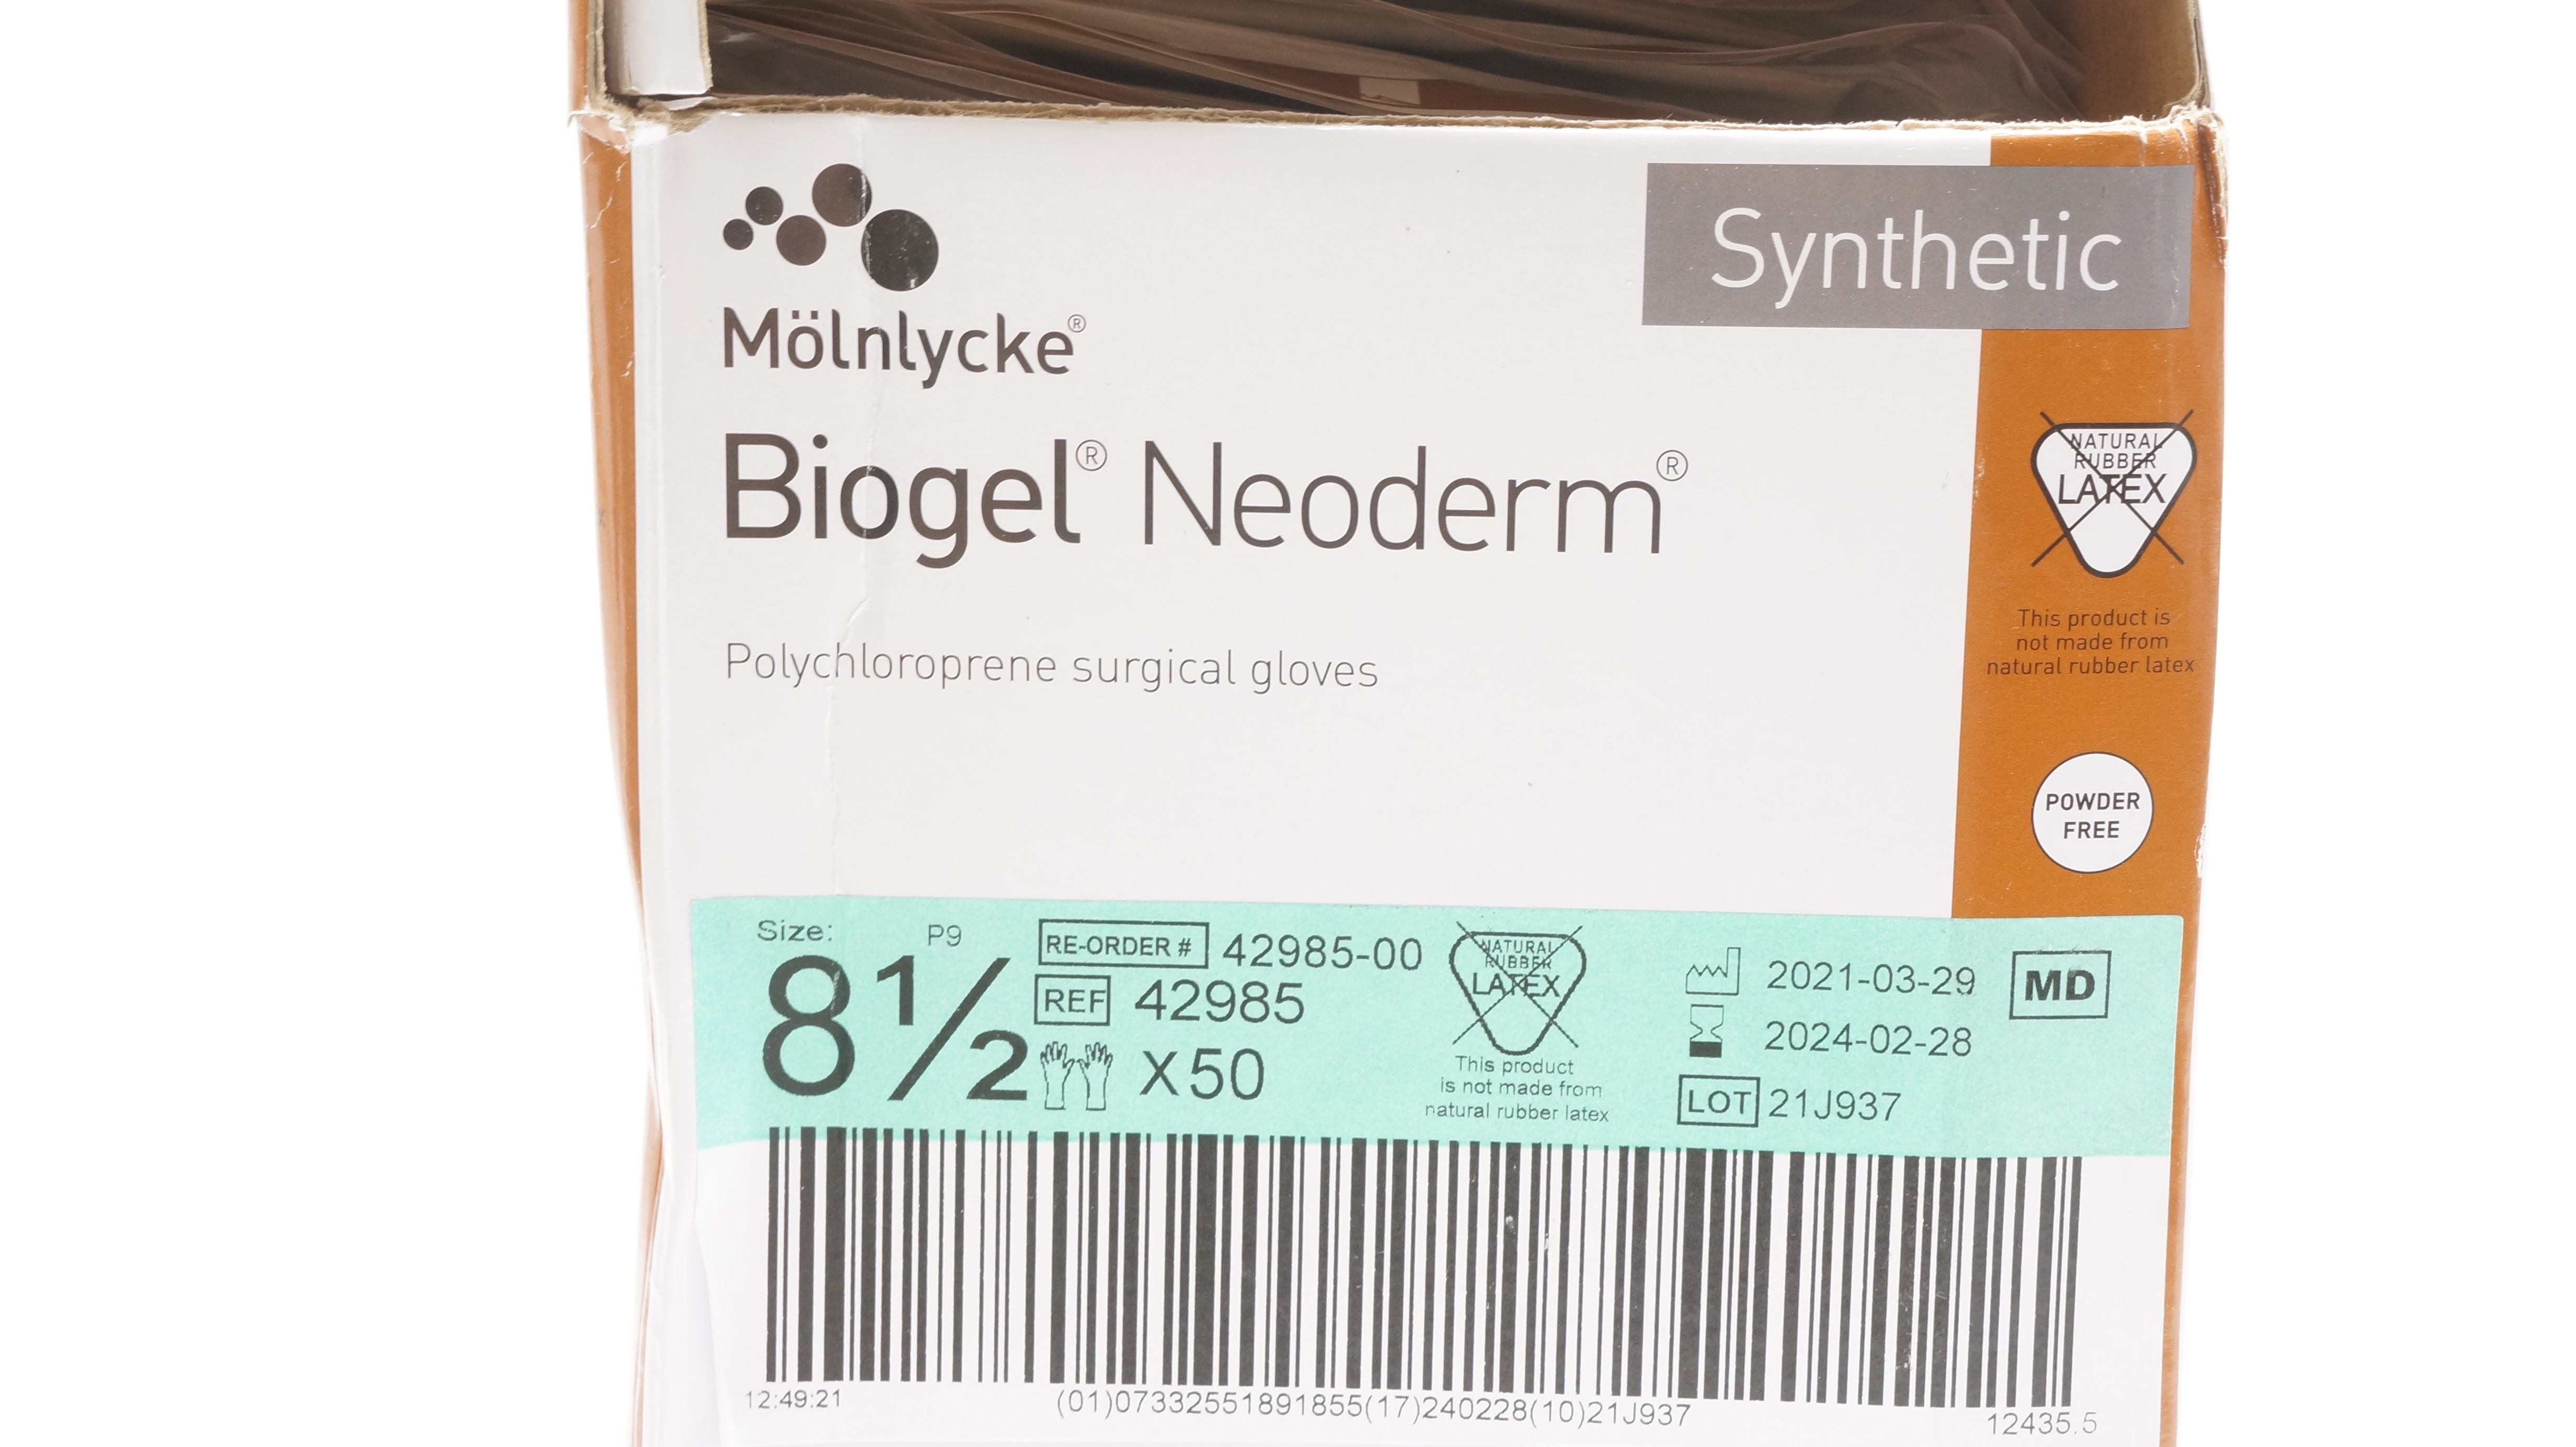 Synthetic
Mölnlycke®
Biogel® Neoderm®
Polychloroprene surgical gloves
NATURAL
RUBBER
LATEX
This product is
not made from
natural rubber latex
POWDER
FREE
Size: P9
8½
RE-ORDER # 42985-00
REF 42985
X50
NATURAL
RUBBER
LATEX
This product
is not made from
natural rubber latex
2021-03-29
2024-02-28
LOT 21J937
MD
12:49:21
(01)07332551891855(17)240228(10)21J937
12435.5